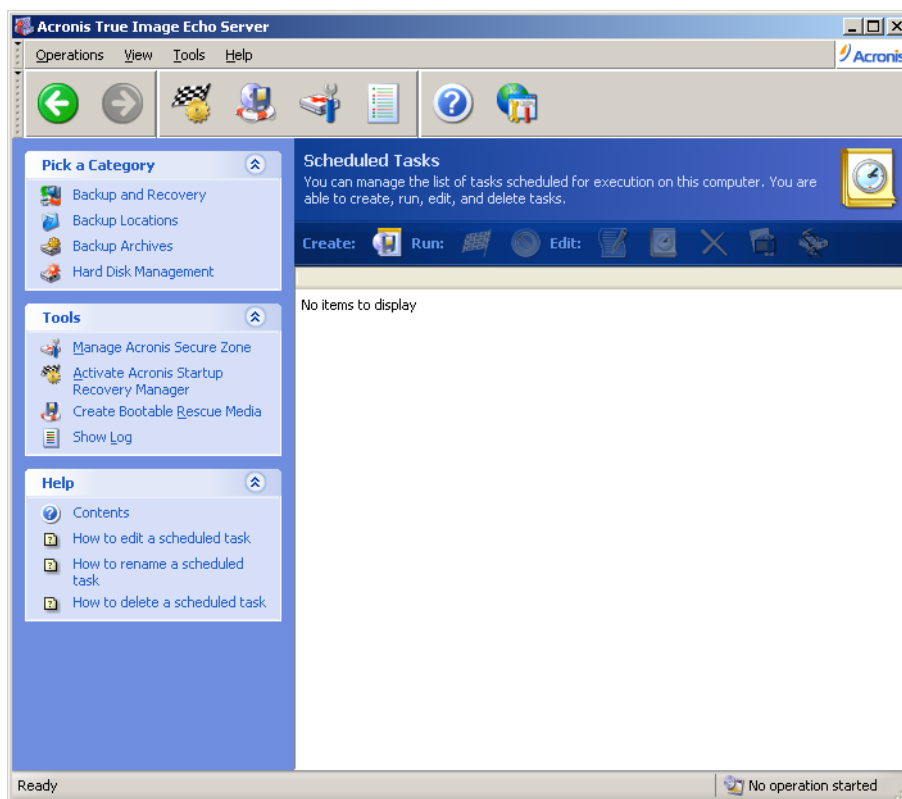 Acronis True Image Echo Server
Operations View Tools Help
Acronis
Pick a Category
Backup and Recovery
Backup Locations
Backup Archives
Hard Disk Management
Tools
Manage Acronis Secure Zone
Activate Acronis Startup
Recovery Manager
Create Bootable Rescue Media
Show Log
Help
Contents
How to edit a scheduled task
How to rename a scheduled
task
How to delete a scheduled task
Scheduled Tasks
You can manage the list of tasks scheduled for execution on this computer. You are
able to create, run, edit, and delete tasks.
Create: Run: Edit:
No items to display
Ready
No operation started